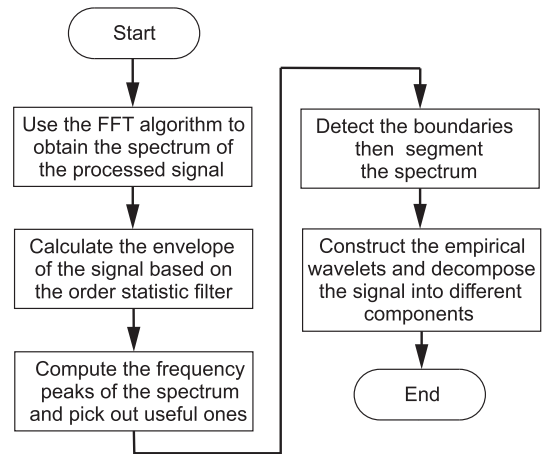 Start
Use the FFT algorithm to
obtain the spectrum of
the processed signal
Calculate the envelope
of the signal based on
the order statistic filter
Compute the frequency
peaks of the spectrum
and pick out useful ones
Detect the boundaries
then segment
the spectrum
Construct the empirical
wavelets and decompose
the signal into different
components
End